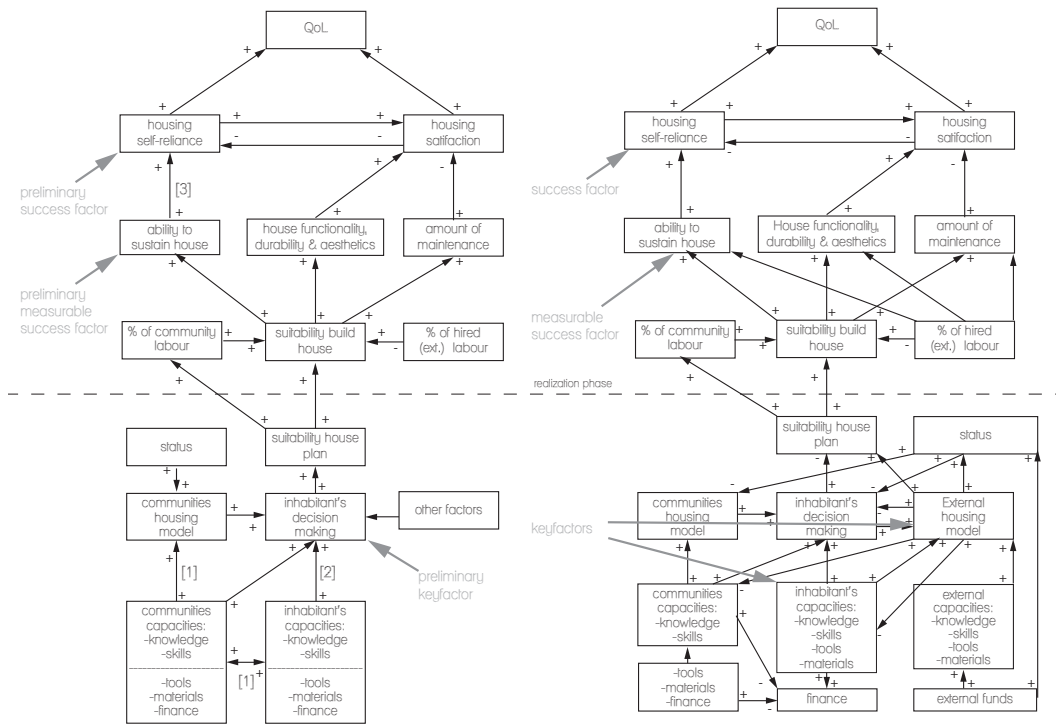 QoL
housing
self-reliance
housing
satifaction
preliminary
success factor
[3]
ability to
sustain house
House functionality,
durability & aesthetics
amount of
maintenance
preliminary
measurable
success factor
% of community
labour
suitability build
house
% of hired
(ext.) labour
status
suitability house
plan
communities
housing
model
inhabitant's
decision
making
other factors
[1]
[2]
preliminary
keyfactor
communities
capacities:
-knowledge
-skills
-tools
-materials
-finance
[1]
inhabitant's
capacities:
-knowledge
-skills
-tools
-materials
-finance
QoL
housing
self-reliance
housing
satifaction
success factor
ability to
sustain house
House functionality,
durability & aesthetics
amount of
maintenance
measurable
success factor
% of community
labour
suitability build
house
% of hired
(ext.) labour
realization phase
suitability house
plan
status
communities
housing
model
inhabitant's
decision
making
External
housing
model
keyfactors
communities
capacities:
-knowledge
-skills
inhabitant's
capacities:
-knowledge
-skills
-tools
-materials
external
capacities:
-knowledge
-skills
-tools
-materials
-tools
-materials
-finance
finance
external funds